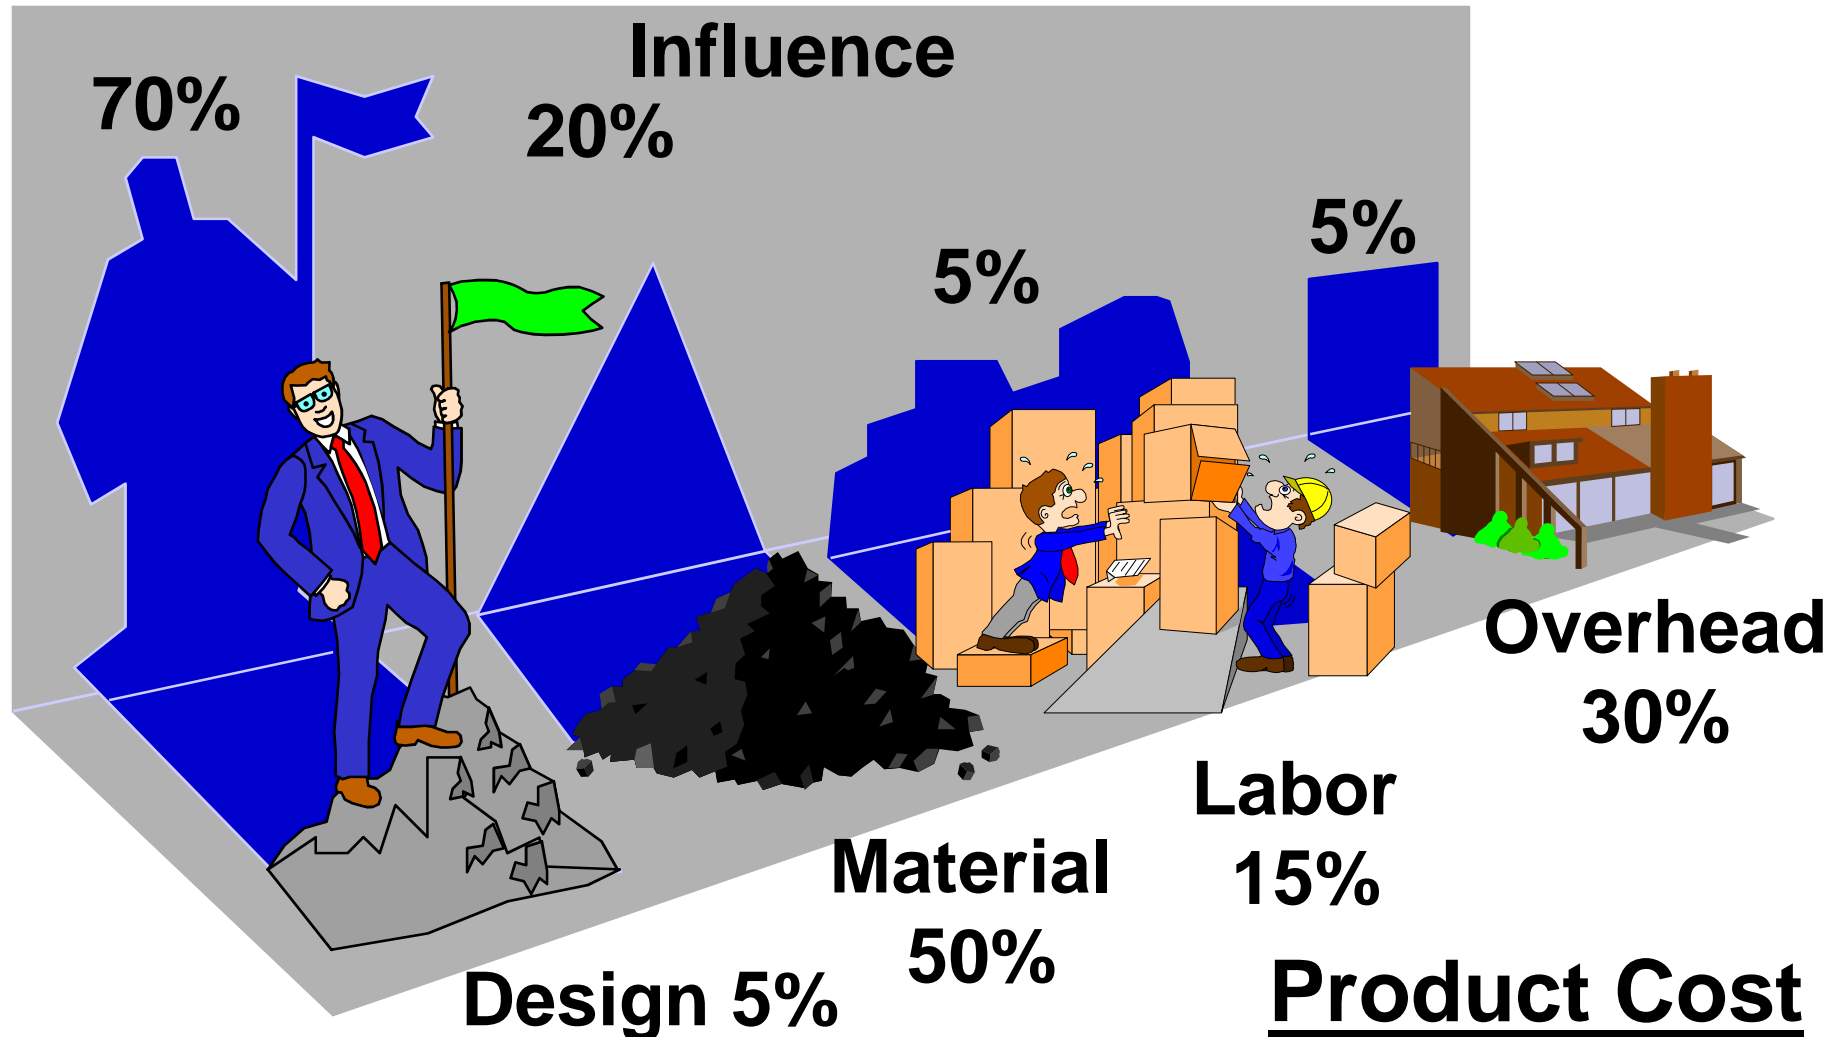 Influence
70%
20%
5%
5%
Overhead
30%
Labor
15%
Material
50%
Design 5%
Product Cost